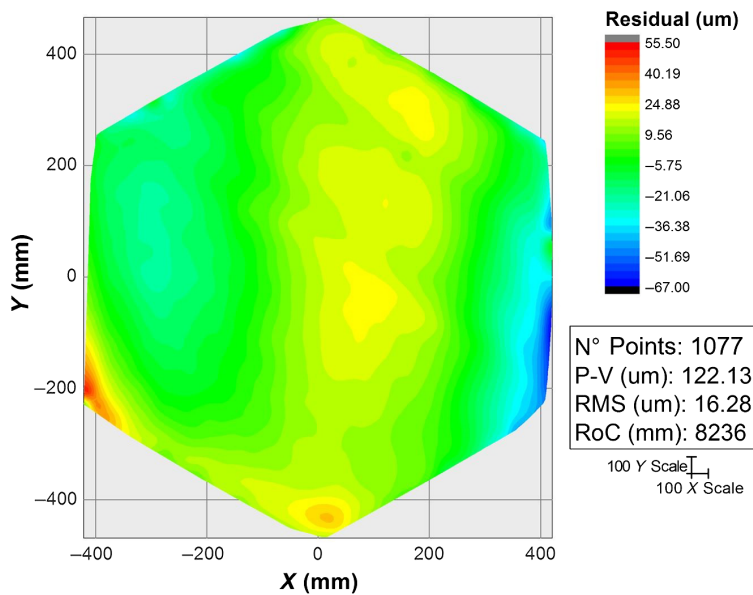 Residual (um)
55.50
40.19
24.88
9.56
–5.75
–21.06
–36.38
–51.69
–67.00
400
200
0
–200
–400
Y (mm)
–400
–200
0
200
400
X (mm)
N° Points: 1077
P-V (um): 122.13
RMS (um): 16.28
RoC (mm): 8236
100 Y Scale
100 X Scale